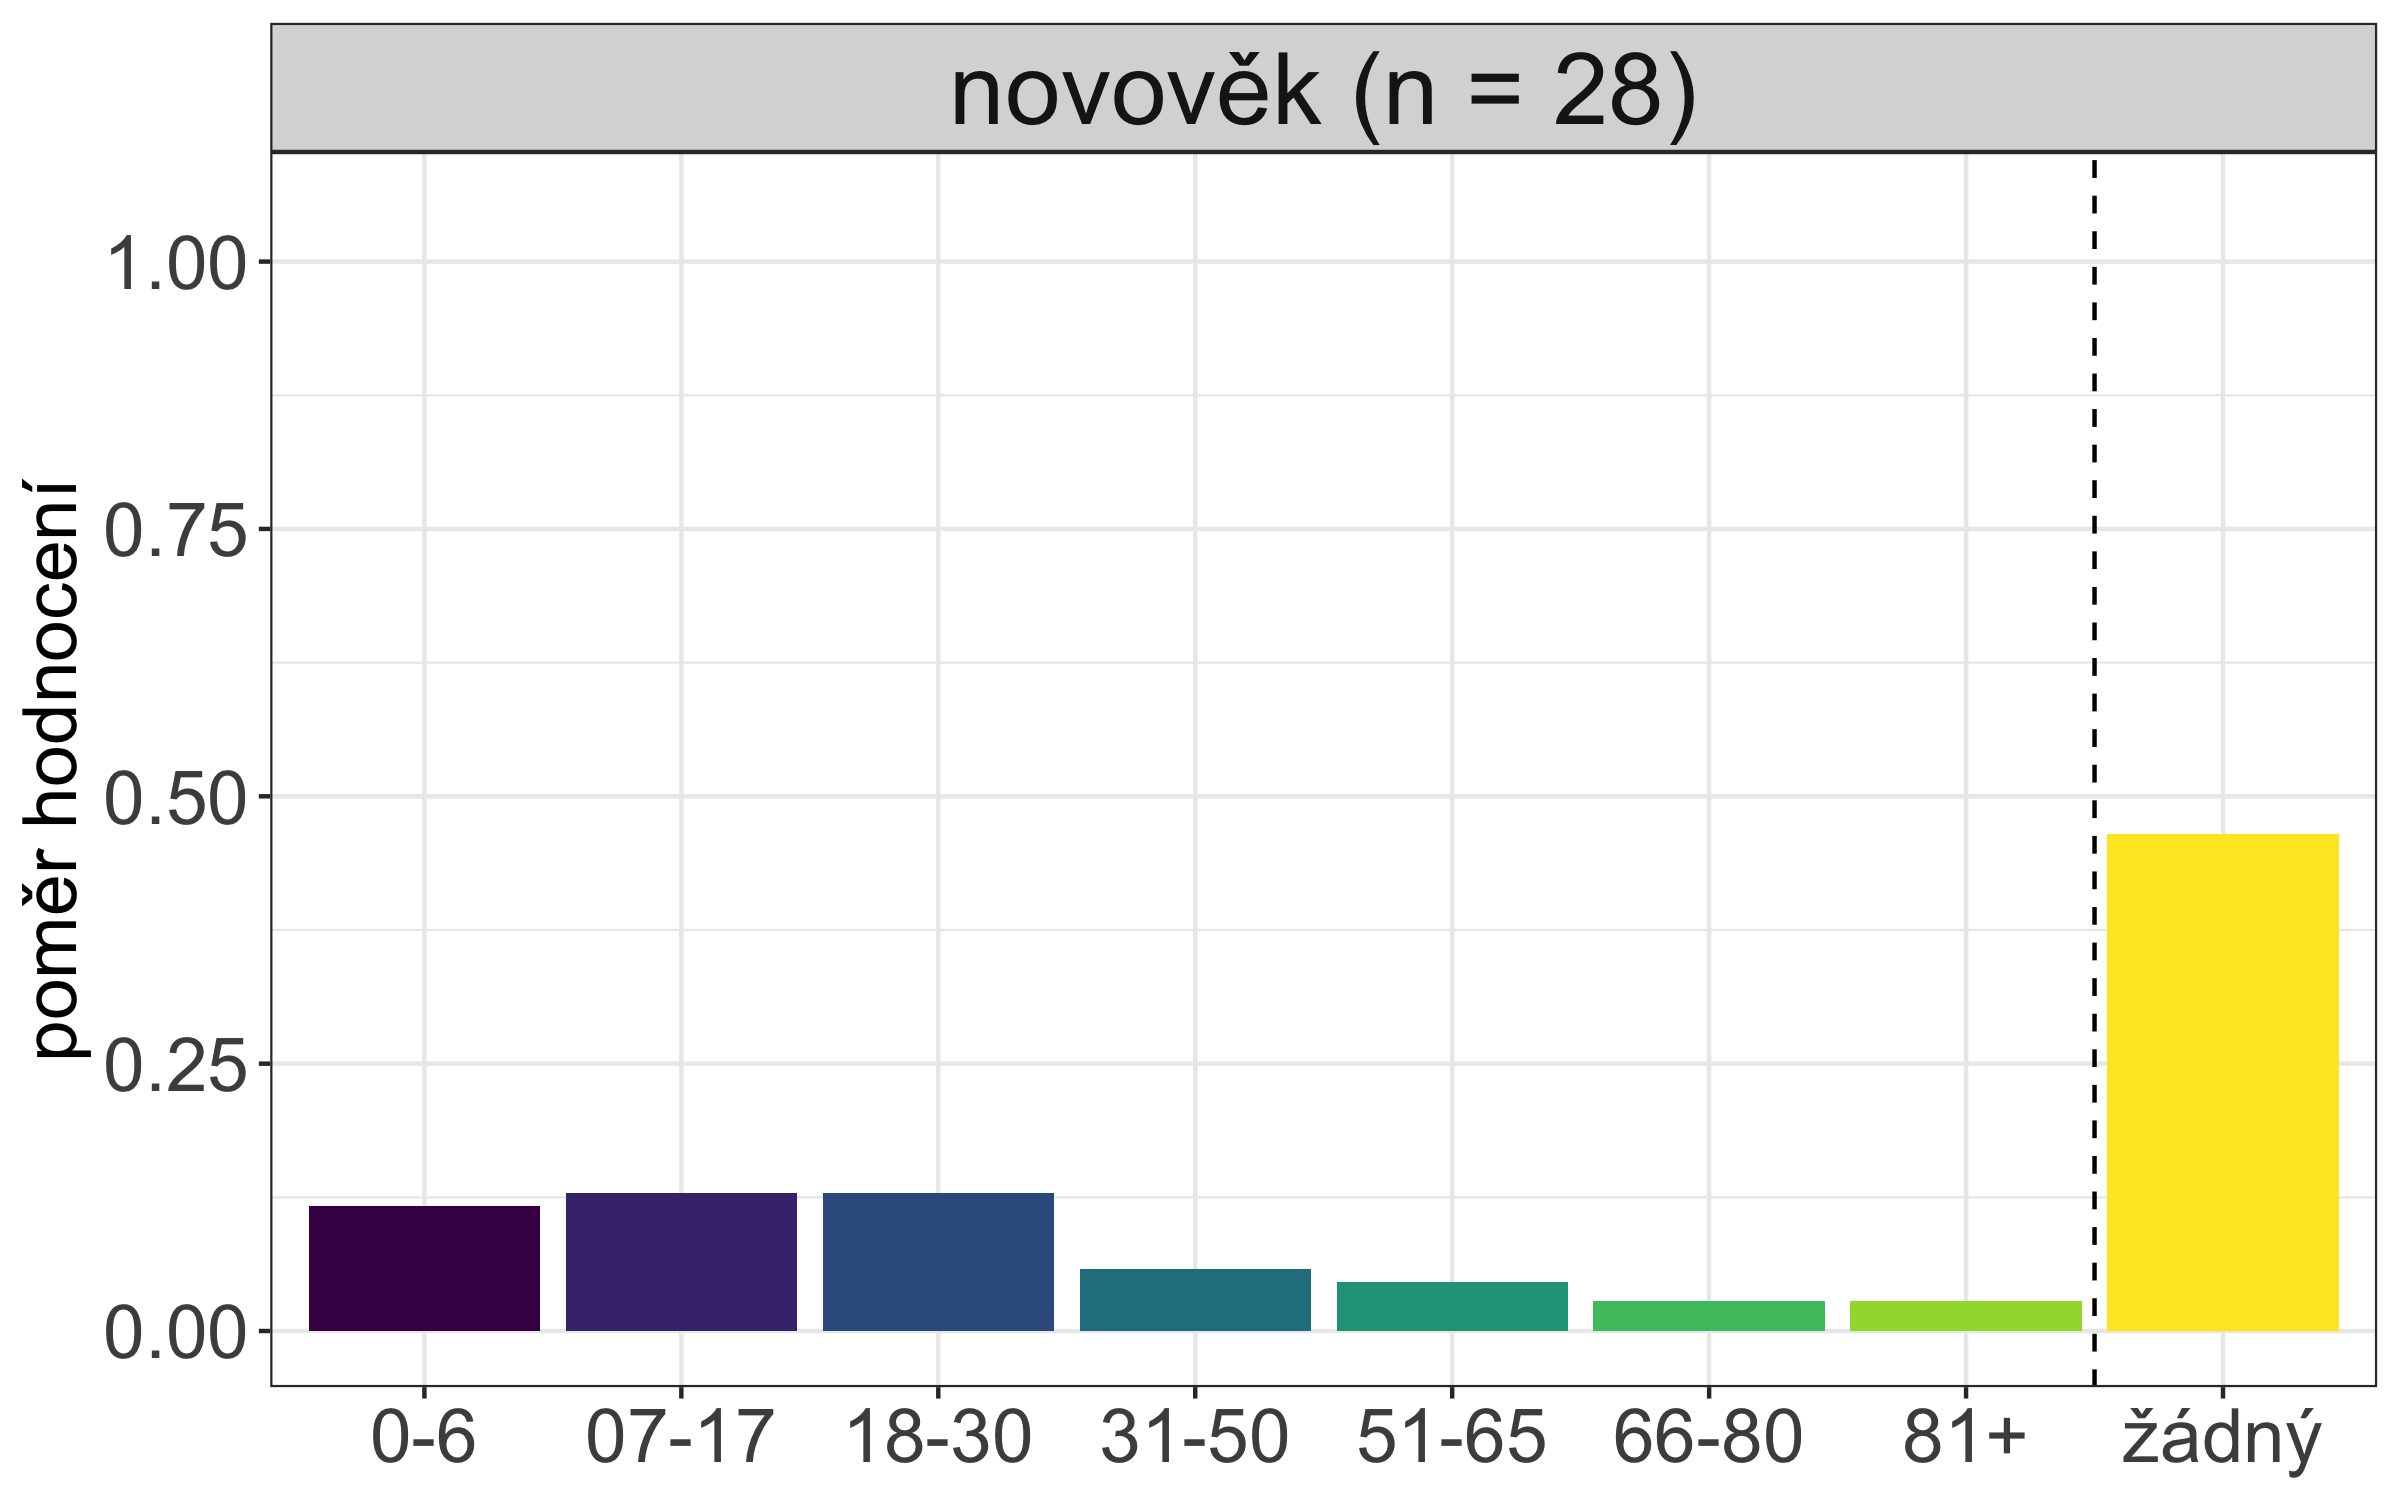 novověk (n = 28)
poměr hodnocení
1.00
0.75
0.50
0.25
0.00
0-6 07-17 18-30 31-50 51-65 66-80 81+ žádný